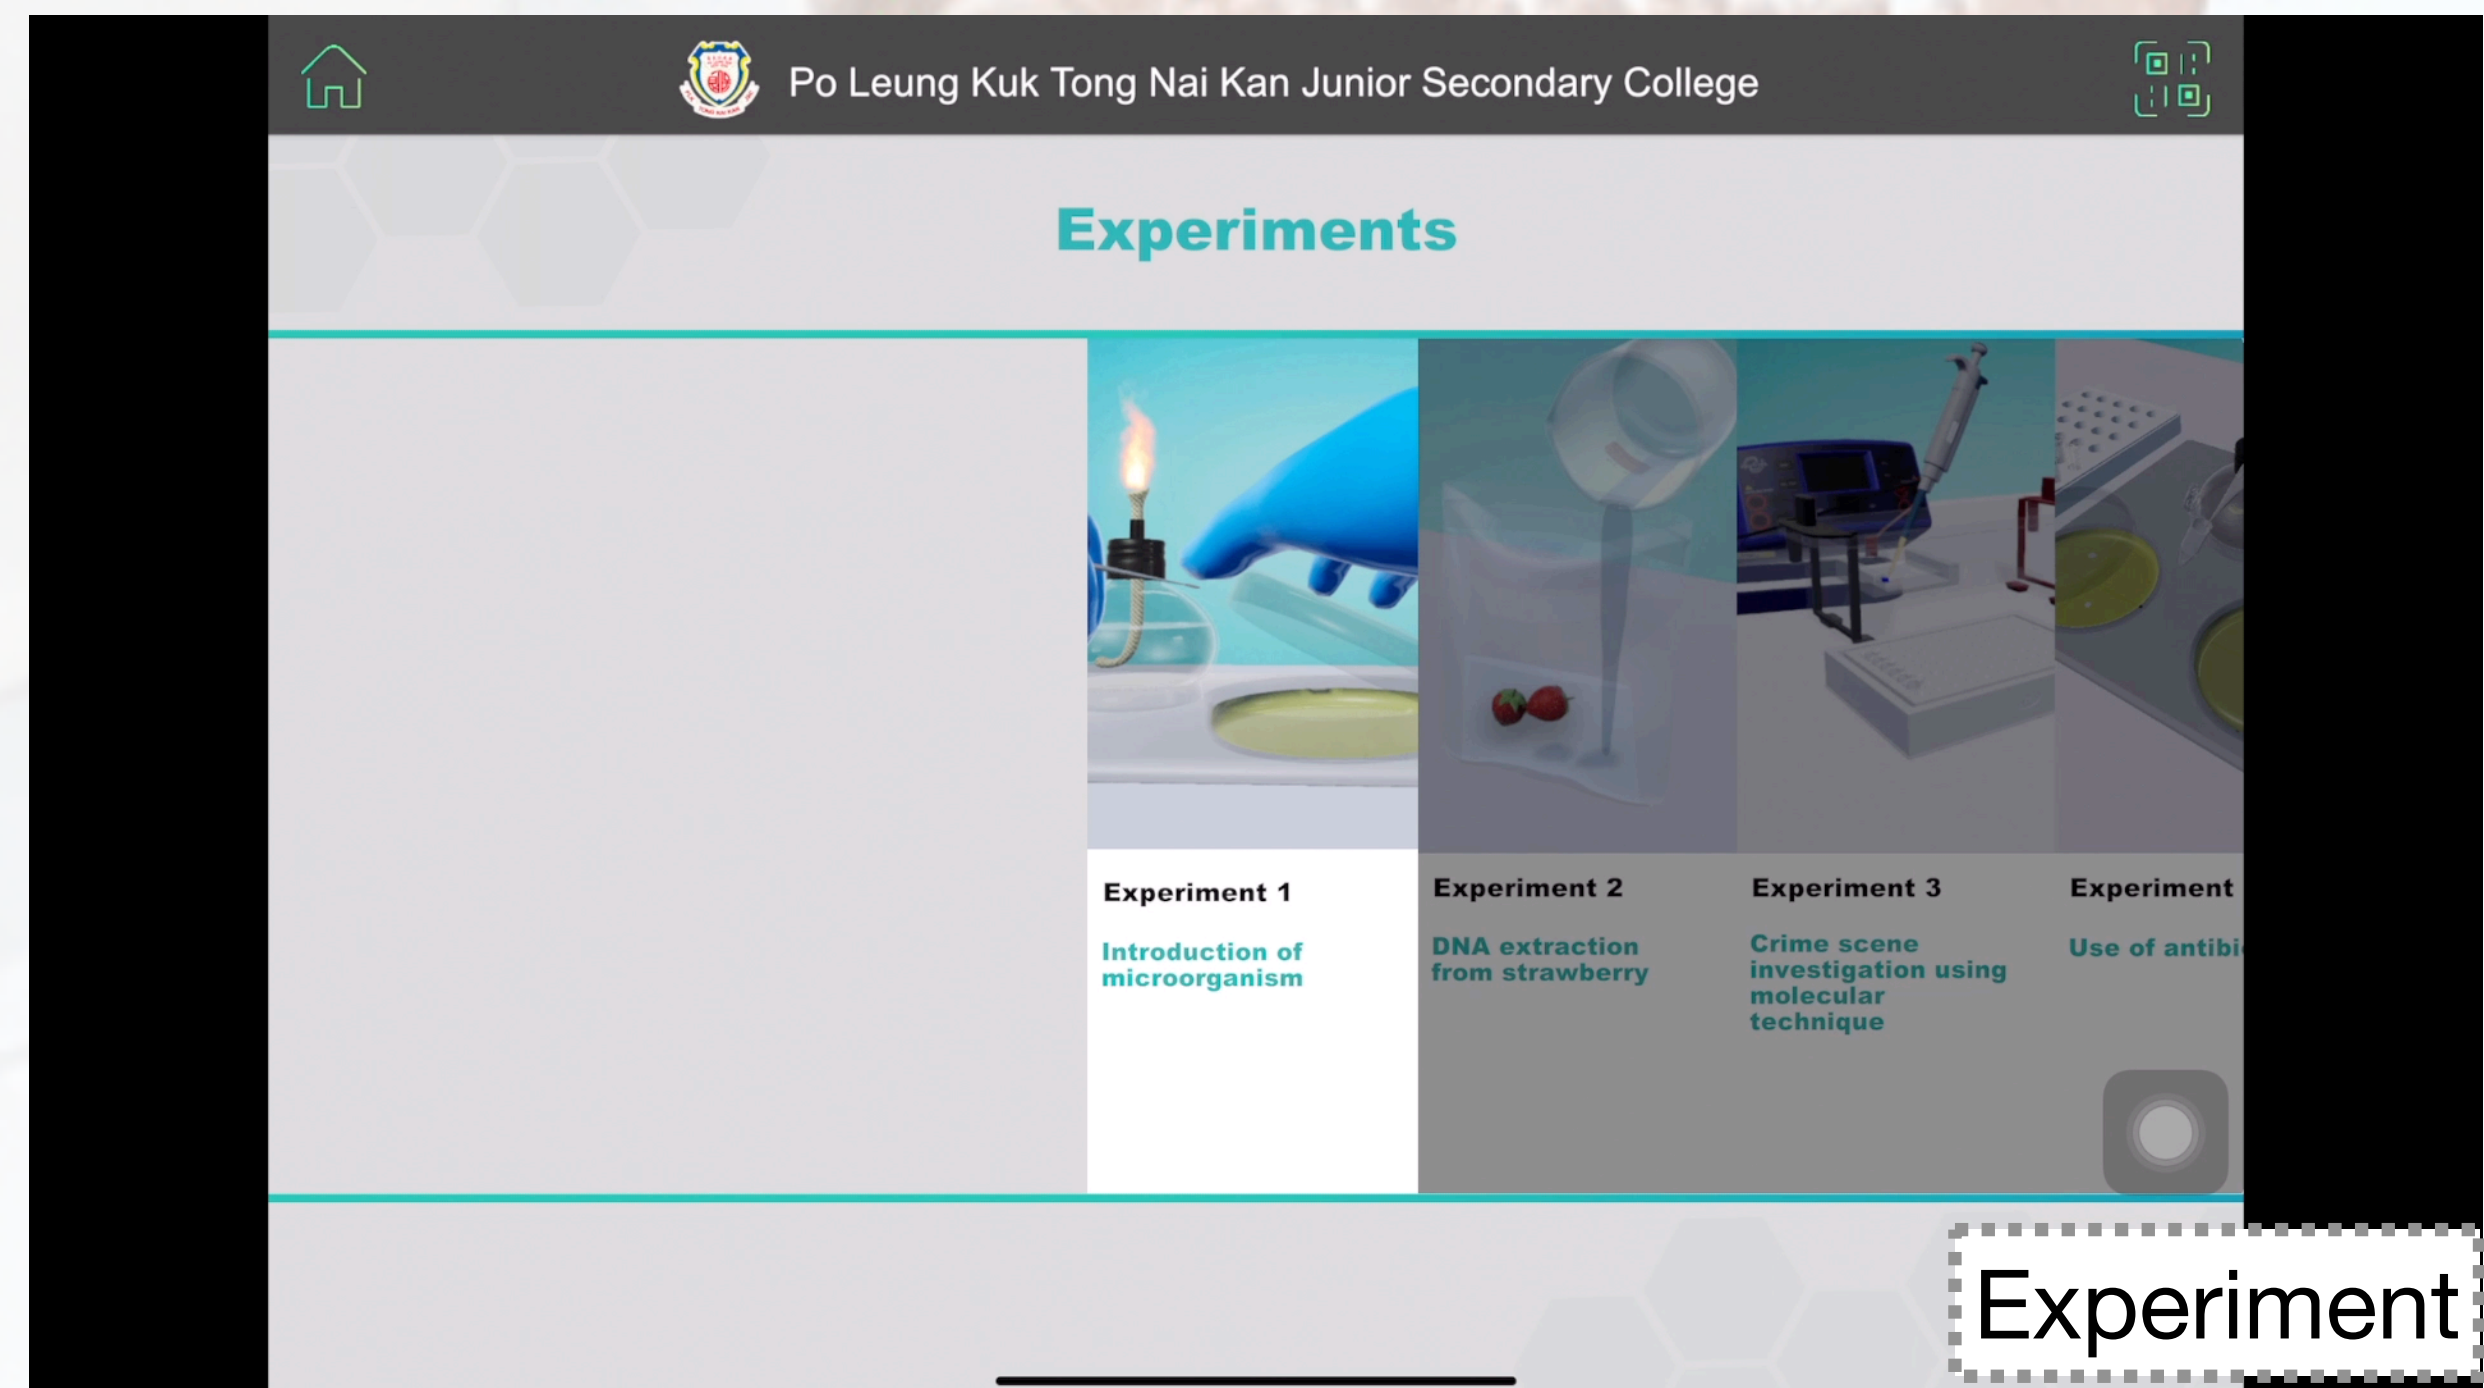 Po Leung Kuk Tong Nai Kan Junior Secondary College
Experiments
Experiment 1
Introduction of
microorganism
Experiment 2
DNA extraction
from strawberry
Experiment 3
Crime scene
investigation using
molecular
technique
Experiment
Use of
Experiment